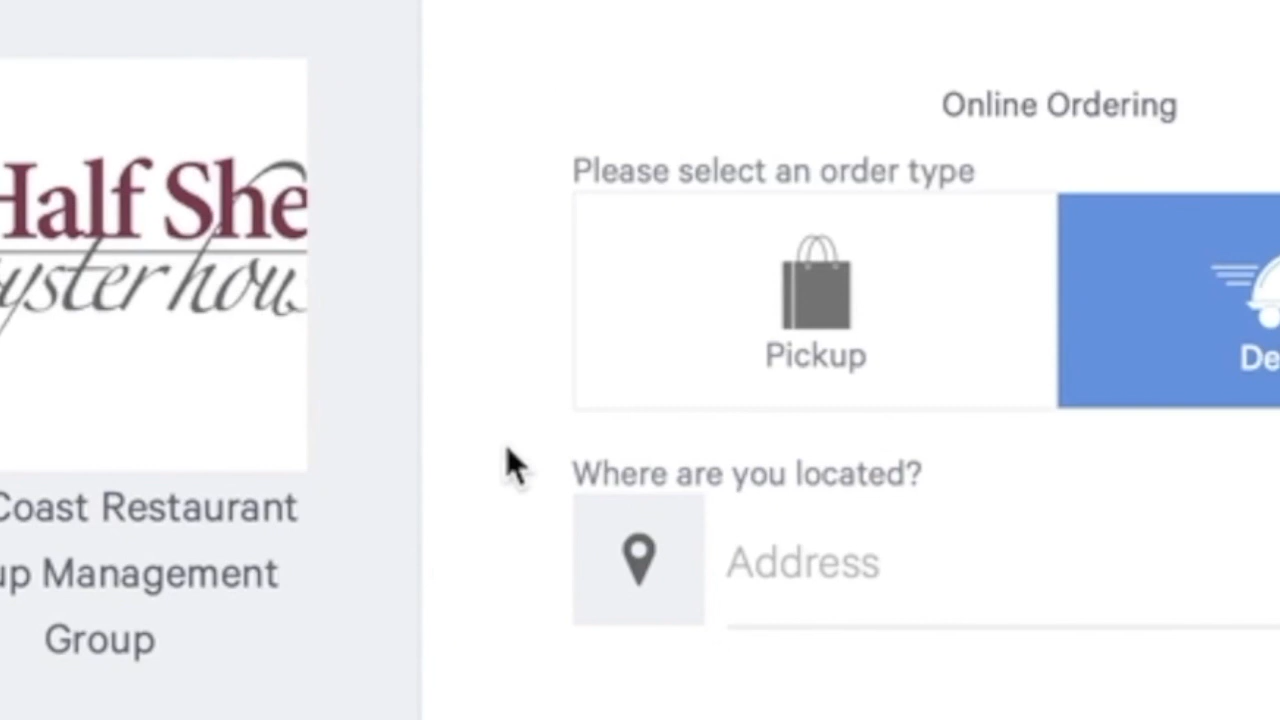 Half She
yster hous
Coast Restaurant
up Management
Group
Online Ordering
Please select an order type
Pickup
De
Where are you located?
Address